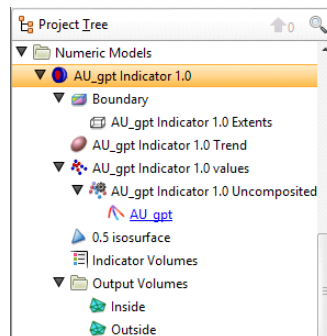 Project Tree 0
Numeric Models
AU_gpt Indicator 1.0
Boundary
AU_gpt Indicator 1.0 Extents
AU_gpt Indicator 1.0 Trend
AU_gpt Indicator 1.0 values
AU_gpt Indicator 1.0 Uncomposited
AU_gpt
0.5 isosurface
Indicator Volumes
Output Volumes
Inside
Outside